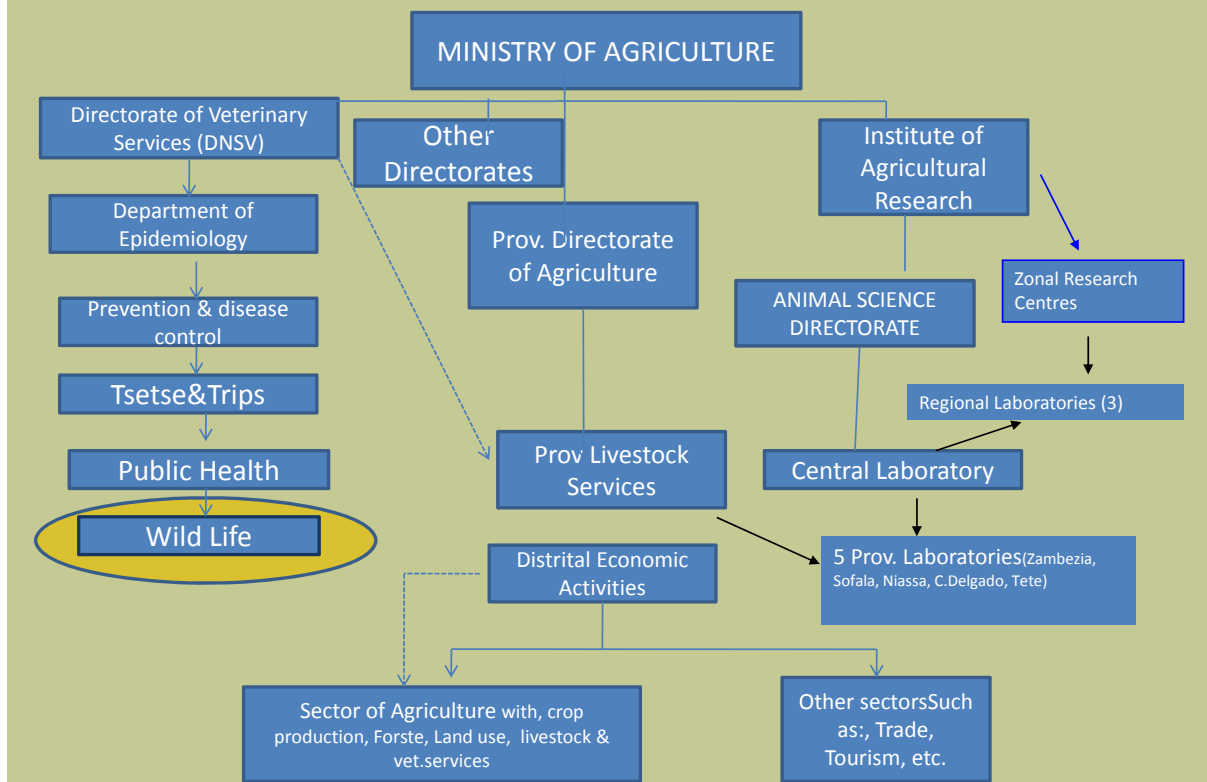 MINISTRY OF AGRICULTURE
Directorate of Veterinary
Services (DNSV)
Other
Directorates
Institute of
Agricultural
Research
Department of
Epidemiology
Prov. Directorate
of Agriculture
Zonal Research
Centres
Prevention & disease
control
ANIMAL SCIENCE
DIRECTORATE
Tsetse&Trips
Regional Laboratories (3)
Public Health
Prov Livestock
Services
Central Laboratory
Wild Life
5 Prov. Laboratories(Zambezia,
Sofala, Niassa, C.Delgado, Tete)
Distrital Economic
Activities
Sector of Agriculture with, crop
production, Forste, Land use, livestock &
vet.services
Other sectorsSuch
as:, Trade,
Tourism, etc.